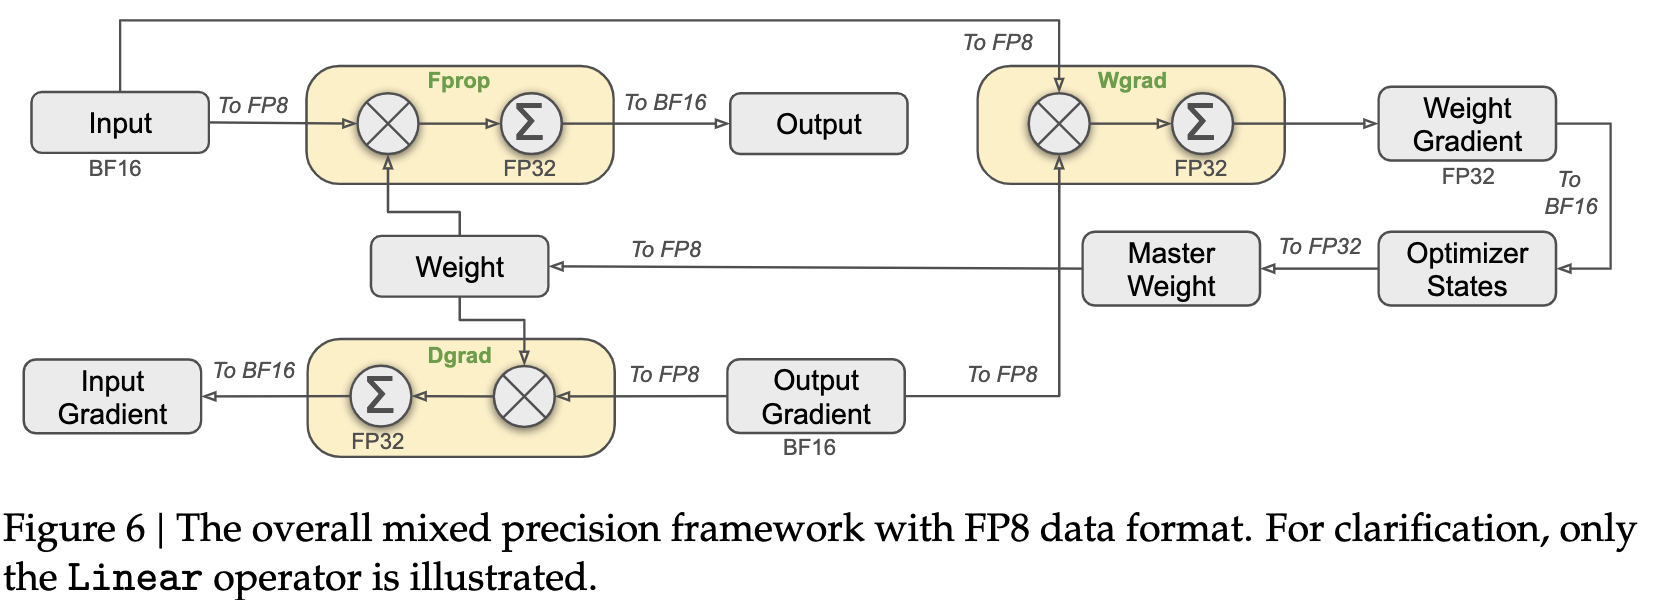 To FP8
Fprop
Wgrad
Input
To FP8
Σ
To BF16
Output
Σ
Weight
Gradient
BF16
FP32
FP32
FP32
To
BF16
Weight
To FP8
Master
Weight
To FP32
Optimizer
States
Dgrad
Input
Gradient
To BF16
Σ
To FP8
Output
Gradient
To FP8
FP32
BF16
Figure 6 | The overall mixed precision framework with FP8 data format. For clarification, only
the Linear operator is illustrated.